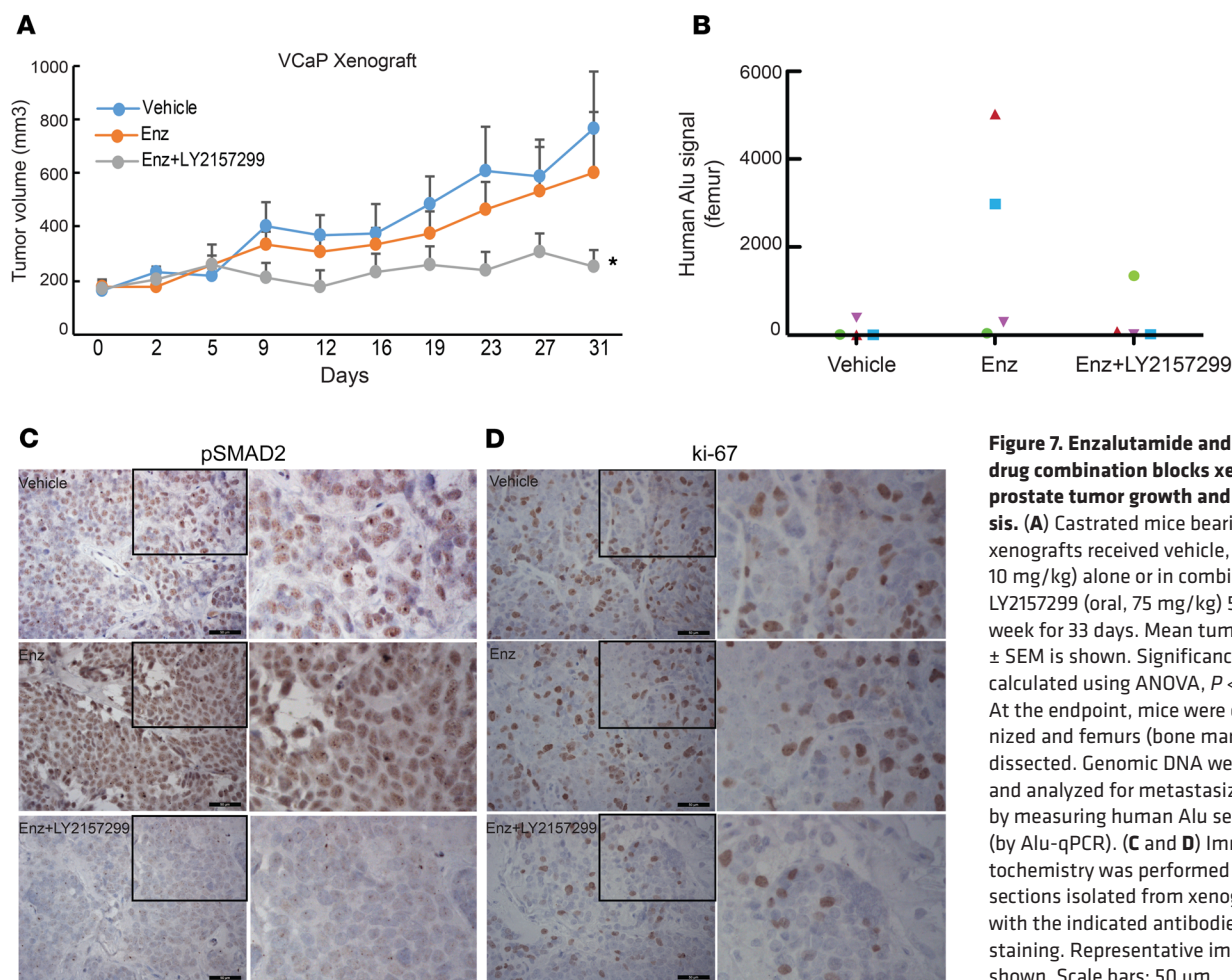 A
VCaP Xenograft
Tumor volume (mm3)
1000
800
600
400
200
0
Vehicle
Enz
Enz+LY2157299
*
0 2 5 9 12 16 19 23 27 31
Days
B
Human Alu signal
(femur)
6000
4000
2000
0
Vehicle Enz Enz+LY2157299
C
pSMAD2
Vehicle
Enz
Enz+LY2157299
D
ki-67
Vehicle
Enz
Enz+LY2157299
Figure 7. Enzalutamide and
drug combination blocks xe
prostate tumor growth and
sis. (A) Castrated mice beari
xenografts received vehicle,
10 mg/kg) alone or in combi
LY2157299 (oral, 75 mg/kg) 5
week for 33 days. Mean tum
± SEM is shown. Significanc
calculated using ANOVA, P <
At the endpoint, mice were
nized and femurs (bone mar
dissected. Genomic DNA we
and analyzed for metastasiz
by measuring human Alu se
(by Alu-qPCR). (C and D) Im
tochemistry was performed
sections isolated from xenog
with the indicated antibodie
staining. Representative im
shown. Scale bars: 50 μm.